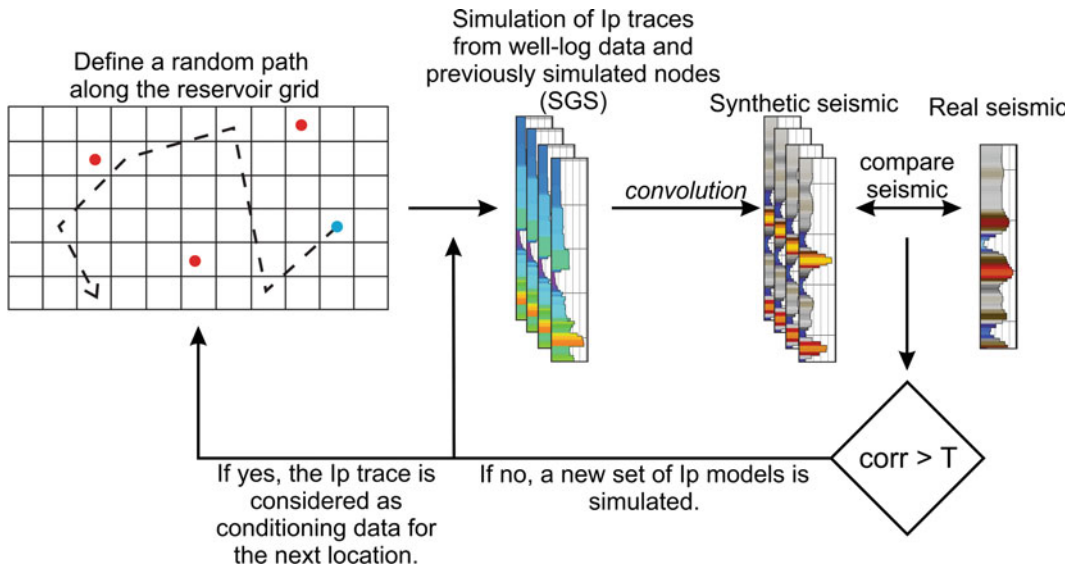 Define a random path
along the reservoir grid
Simulation of Ip traces
from well-log data and
previously simulated nodes
(SGS)
convolution
Synthetic seismic
compare
seismic
Real seismic
corr > T
If yes, the Ip trace is
considered as
conditioning data for
the next location.
If no, a new set of Ip models is
simulated.